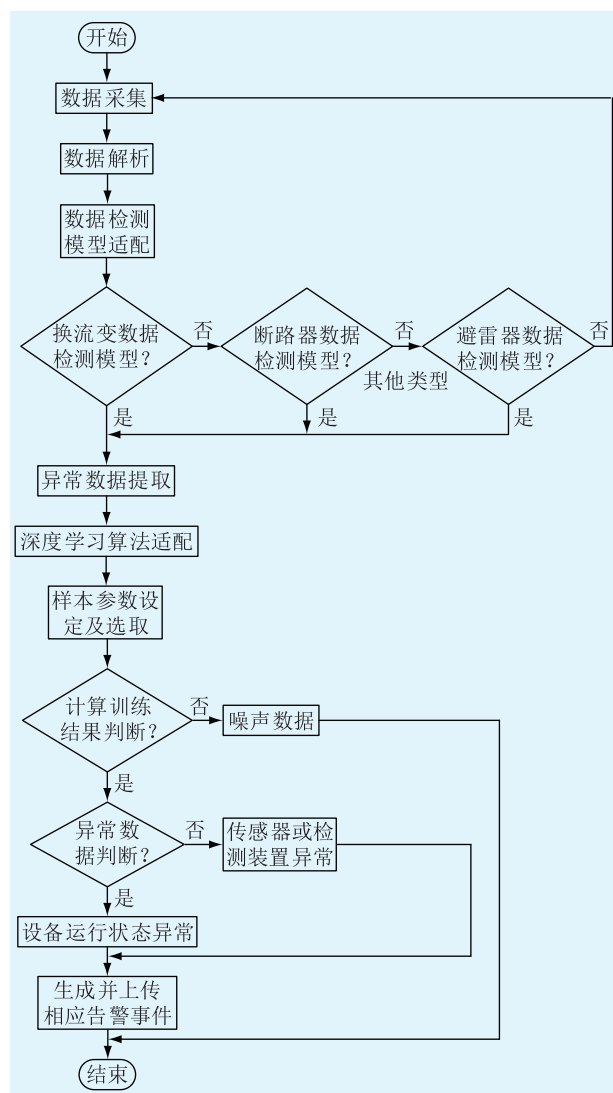 开始
数据采集
数据解析
数据检测
模型适配
换流变数据
检测模型?
否
断路器数据
检测模型?
否
其他类型
避雷器数据
检测模型?
否
是
是
是
异常数据提取
深度学习算法适配
样本参数设
定及选取
计算训练
结果判断?
否
噪声数据
是
异常数
据判断?
否
传感器或检
测装置异常
是
设备运行状态异常
生成并上传
相应告警事件
结束